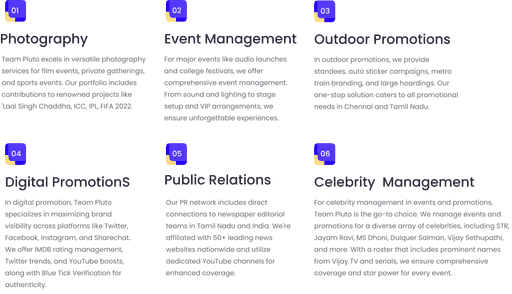 01
Photography
Team Pluto excels in versatile photography
services for film events, private gatherings,
and sports events. Our portfolio includes
contributions to renowned projects like
'Laal Singh Chaddha, ICC, IPL, FIFA 2022.
02
Event Management
For major events like audio launches
and college festivals, we offer
comprehensive event management.
From sound and lighting to stage
setup and VIP arrangements, we
ensure unforgettable experiences.
03
Outdoor Promotions
In outdoor promotions, we provide
standees, auto sticker campaigns, metro
train branding, and large hoardings. Our
one-stop solution caters to all promotional
needs in Chennai and Tamil Nadu.
04
Digital PromotionS
In digital promotion, Team Pluto
specializes in maximizing brand
visibility across platforms like Twitter,
Facebook, Instagram, and Sharechat.
We offer IMDB rating management,
Twitter trends, and YouTube boosts,
along with Blue Tick Verification for
authenticity.
05
Public Relations
Our PR network includes direct
connections to newspaper editorial
teams in Tamil Nadu and India. We're
affiliated with 50+ leading news
websites nationwide and utilize
dedicated YouTube channels for
enhanced coverage.
06
Celebrity Management
For celebrity management in events and promotions,
Team Pluto is the go-to choice. We manage events and
promotions for a diverse array of celebrities, including STR,
Jayam Ravi, MS Dhoni, Dulquer Salman, Vijay Sethupathi,
and more. With a roster that includes prominent names
from Vijay TV and serials, we ensure comprehensive
coverage and star power for every event.